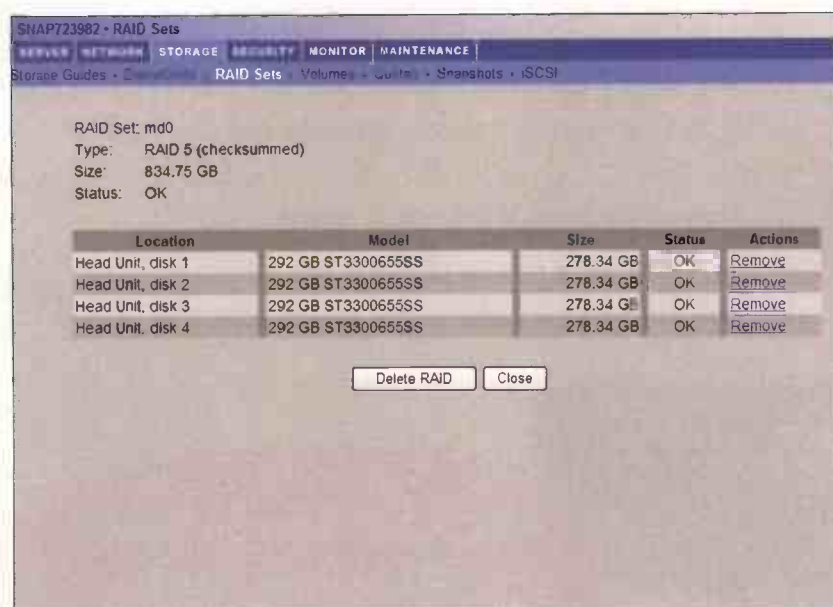 SNAP723982 • RAID Sets
SERVER NETWORK STORAGE SECURITY MONITOR MAINTENANCE
Storage Guides • RAID Sets • Volumes • Quotas • Snapshots • iSCSI
RAID Set: md0
Type: RAID 5 (checksummed)
Size: 834.75 GB
Status: OK
Location Model Size Status Actions
Head Unit, disk 1 292 GB ST3300655SS 278.34 GB OK Remove
Head Unit, disk 2 292 GB ST3300655SS 278.34 GB OK Remove
Head Unit, disk 3 292 GB ST3300655SS 278.34 GB OK Remove
Head Unit, disk 4 292 GB ST3300655SS 278.34 GB OK Remove
Delete RAID Close